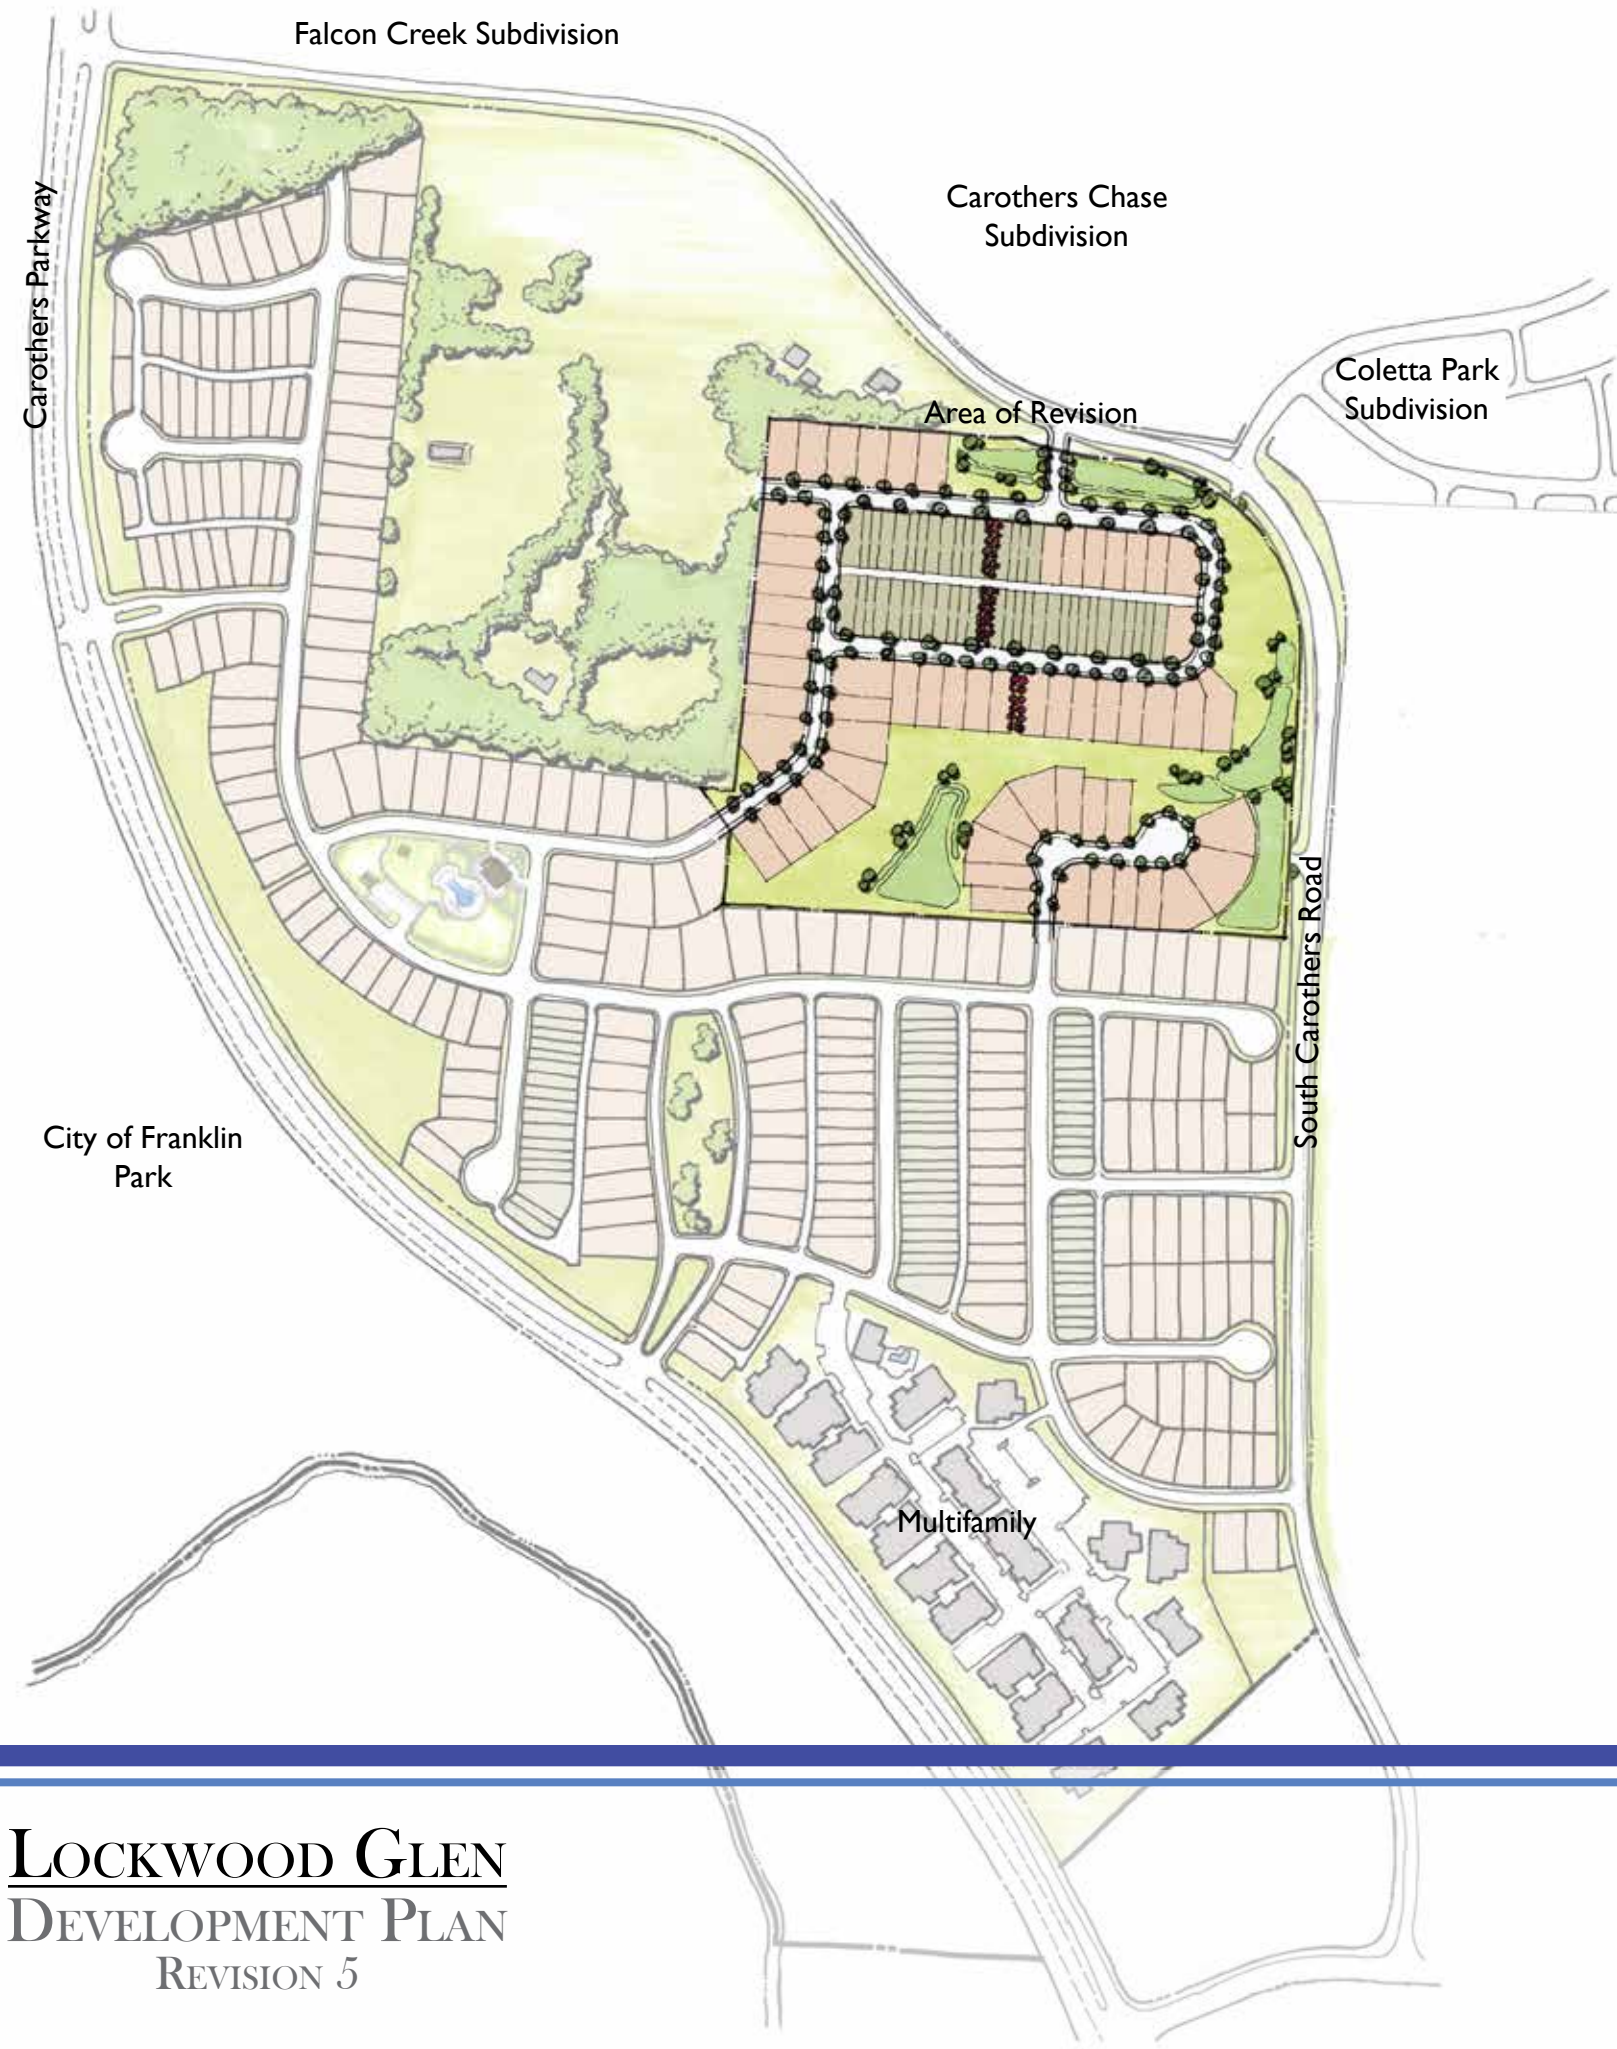 Falcon Creek Subdivision
Carothers Parkway
Carothers Chase
Subdivision
Coletta Park
Subdivision
Area of Revision
South Carothers Road
City of Franklin
Park
Multifamily
LOCKWOOD GLEN
DEVELOPMENT PLAN
REVISION 5